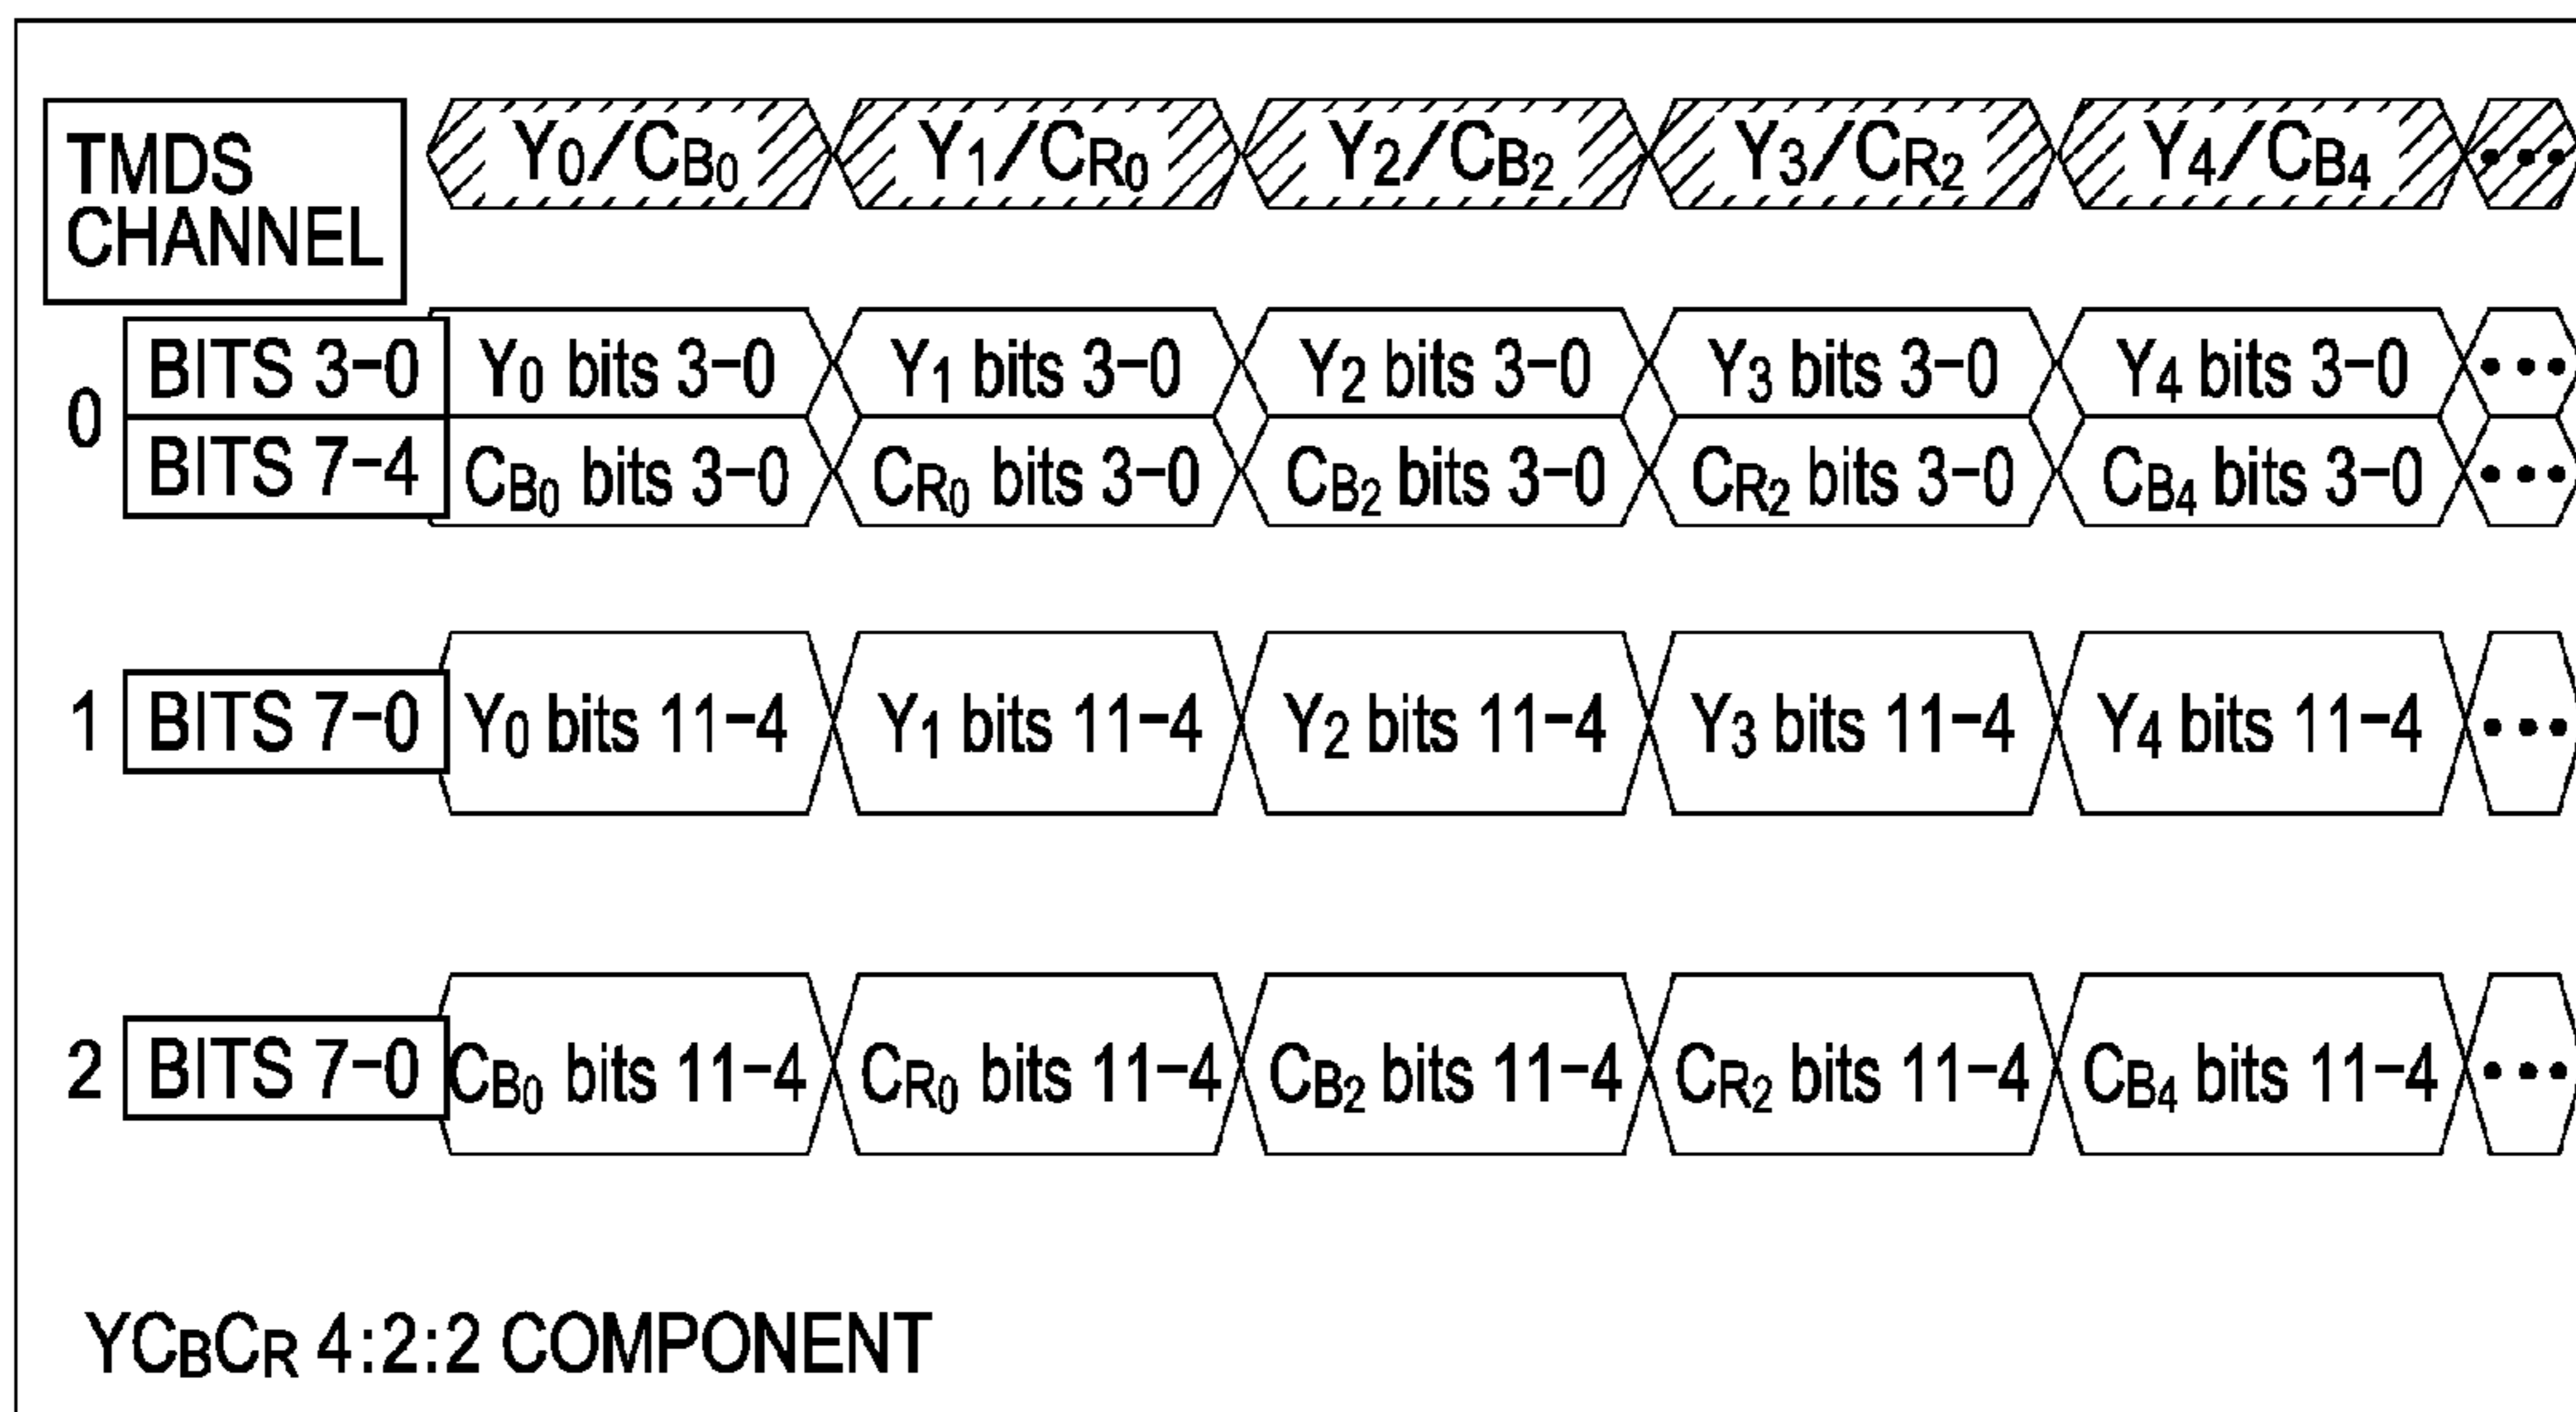 TMDS
CHANNEL
Y0/CB0 Y1/CR0 Y2/CB2 Y3/CR2 Y4/CB4 •••
0
BITS 3-0 Y0 bits 3-0 Y1 bits 3-0 Y2 bits 3-0 Y3 bits 3-0 Y4 bits 3-0 •••
BITS 7-4 CB0 bits 3-0 CR0 bits 3-0 CB2 bits 3-0 CR2 bits 3-0 CB4 bits 3-0 •••
1 BITS 7-0 Y0 bits 11-4 Y1 bits 11-4 Y2 bits 11-4 Y3 bits 11-4 Y4 bits 11-4 •••
2 BITS 7-0 CB0 bits 11-4 CR0 bits 11-4 CB2 bits 11-4 CR2 bits 11-4 CB4 bits 11-4 •••
YCBCR 4:2:2 COMPONENT